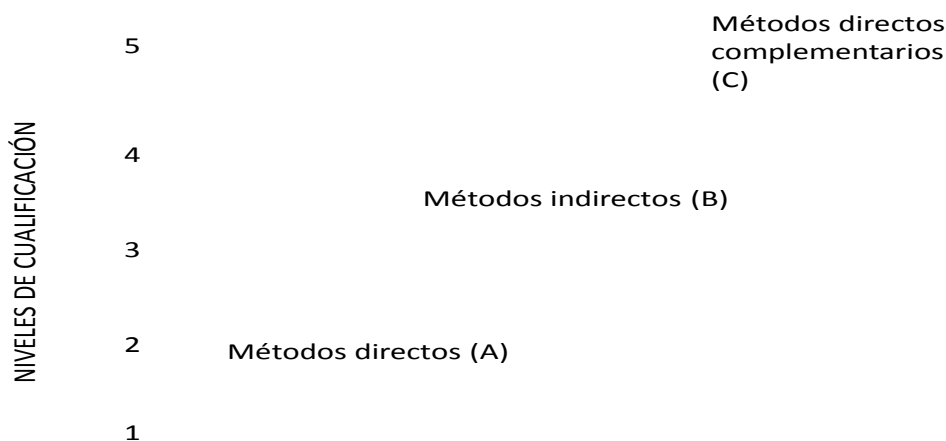 Métodos directos
complementarios
(C)
5
4
Métodos indirectos (B)
3
2
Métodos directos (A)
1
NIVELES DE CUALIFICACIÓN